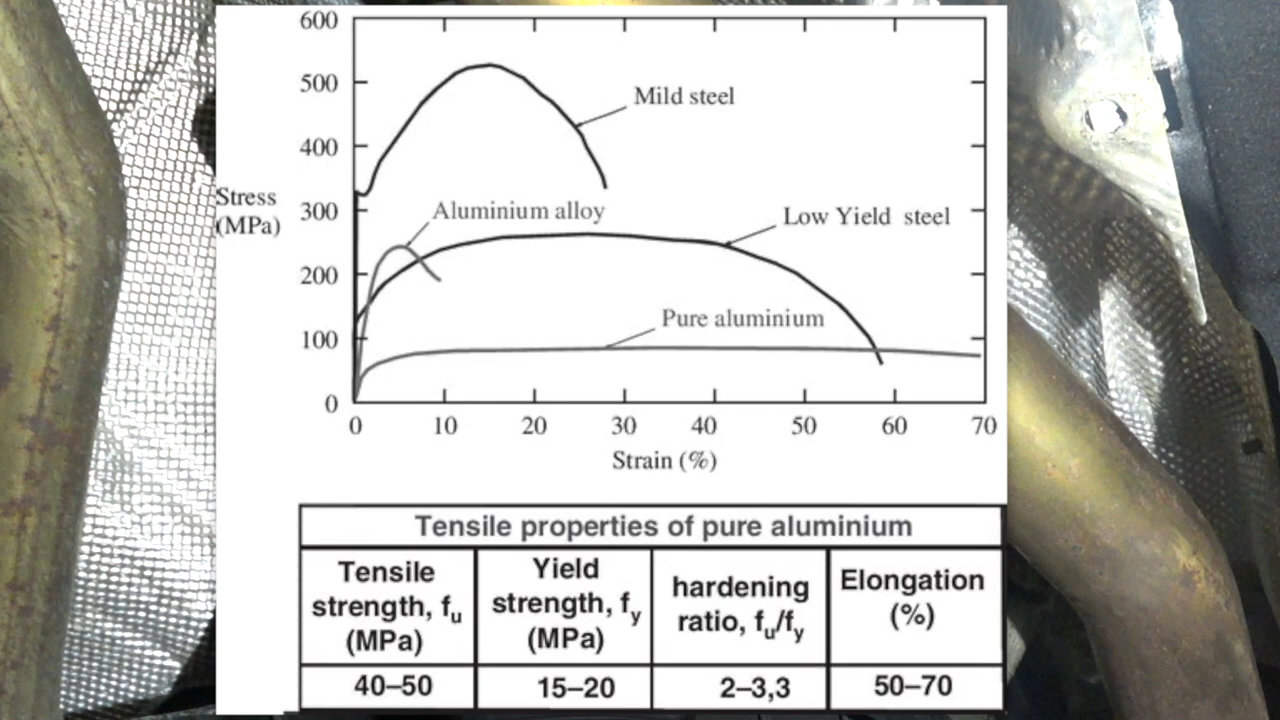 600
500
400
300
200
100
0
Stress
(MPa)
Mild steel
Aluminium alloy
Low Yield steel
Pure aluminium
0 10 20 30 40 50 60 70
Strain (%)
Tensile properties of pure aluminium
Tensile strength, fu (MPa)
Yield strength, fy (MPa)
hardening ratio, fu/fy
Elongation (%)
40–50 15–20 2–3,3 50–70